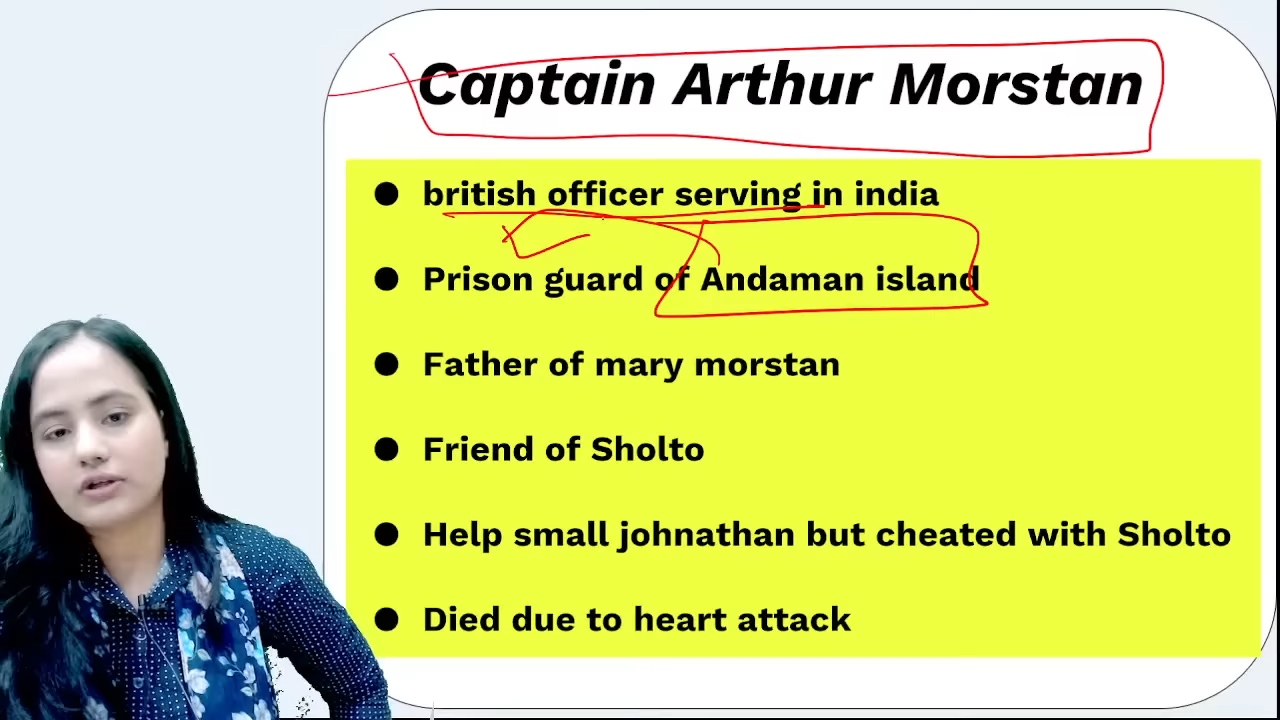 Captain Arthur Morstan
● british officer serving in india
● Prison guard of Andaman island
● Father of mary morstan
● Friend of Sholto
● Help small johnathan but cheated with Sholto
● Died due to heart attack